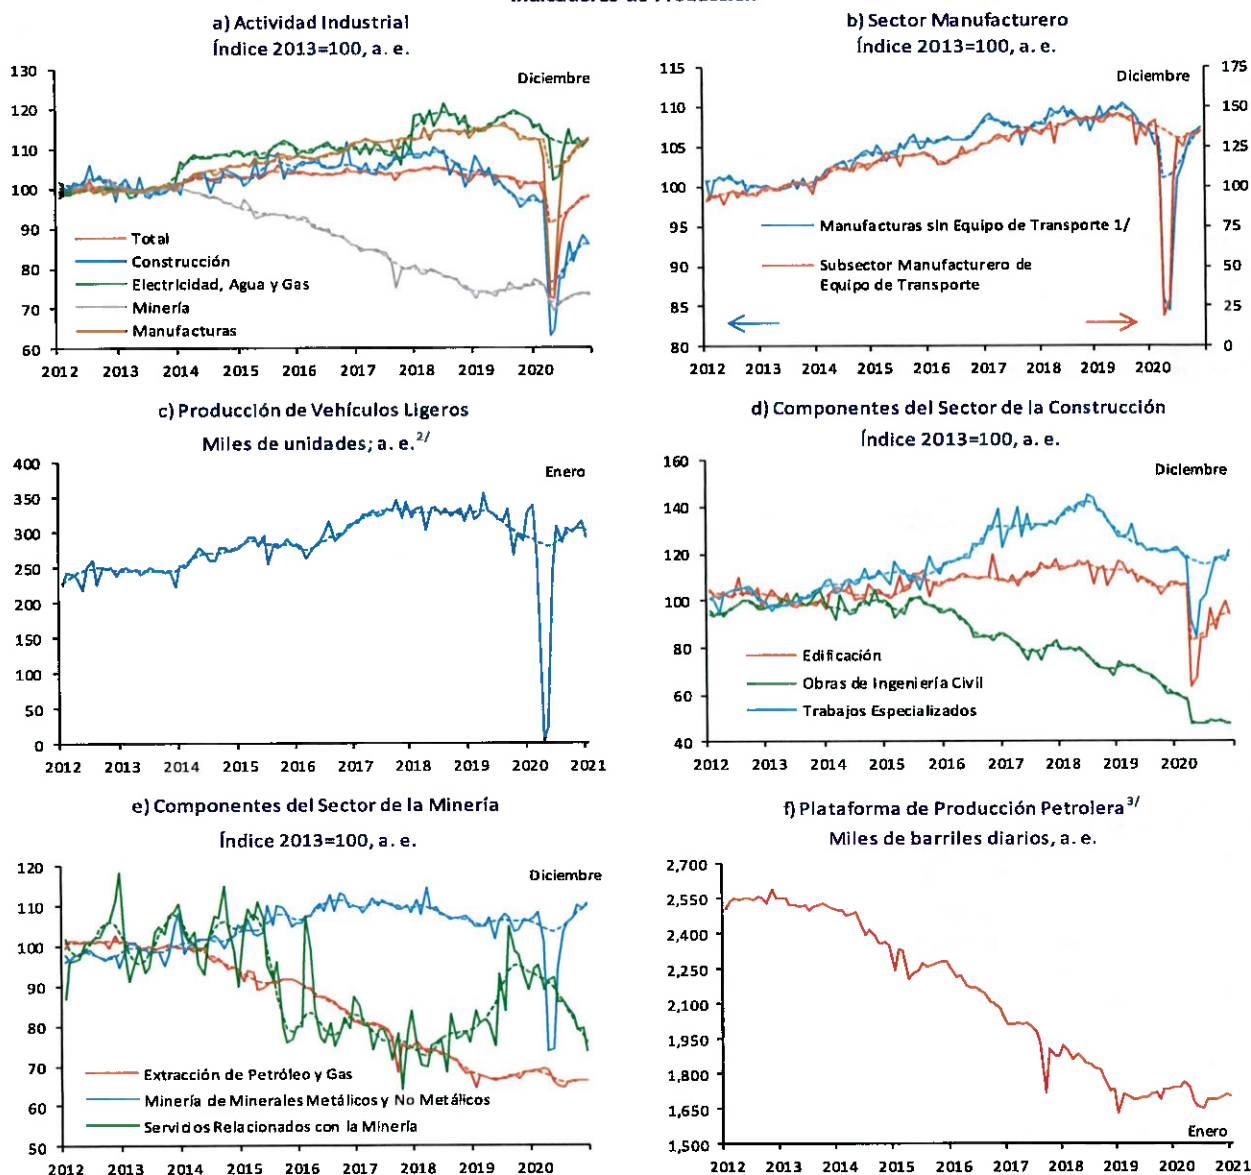 Indicadores de Producción
a) Actividad Industrial
Índice 2013=100, a. e.
Diciembre
130
120
110
100
90
80
70
60
Total
Construcción
Electricidad, Agua y Gas
Minería
Manufacturas
2012 2013 2014 2015 2016 2017 2018 2019 2020
b) Sector Manufacturero
Índice 2013=100, a. e.
Diciembre
115
110
105
100
95
90
85
80
175
150
125
100
75
50
25
0
Manufacturas sin Equipo de Transporte 1/
Subsector Manufacturero de
Equipo de Transporte
2012 2013 2014 2015 2016 2017 2018 2019 2020
c) Producción de Vehículos Ligeros
Miles de unidades; a. e.2/
Enero
400
350
300
250
200
150
100
50
0
2012 2013 2014 2015 2016 2017 2018 2019 2020 2021
d) Componentes del Sector de la Construcción
Índice 2013=100, a. e.
Diciembre
160
140
120
100
80
60
40
Edificación
Obras de Ingeniería Civil
Trabajos Especializados
2012 2013 2014 2015 2016 2017 2018 2019 2020
e) Componentes del Sector de la Minería
Índice 2013=100, a. e.
Diciembre
120
110
100
90
80
70
60
50
Extracción de Petróleo y Gas
Minería de Minerales Metálicos y No Metálicos
Servicios Relacionados con la Minería
2012 2013 2014 2015 2016 2017 2018 2019 2020
f) Plataforma de Producción Petrolera3/
Miles de barriles diarios, a. e.
2,700
2,550
2,400
2,250
2,100
1,950
1,800
1,650
1,500
Enero
2012 2013 2014 2015 2016 2017 2018 2019 2020 2021